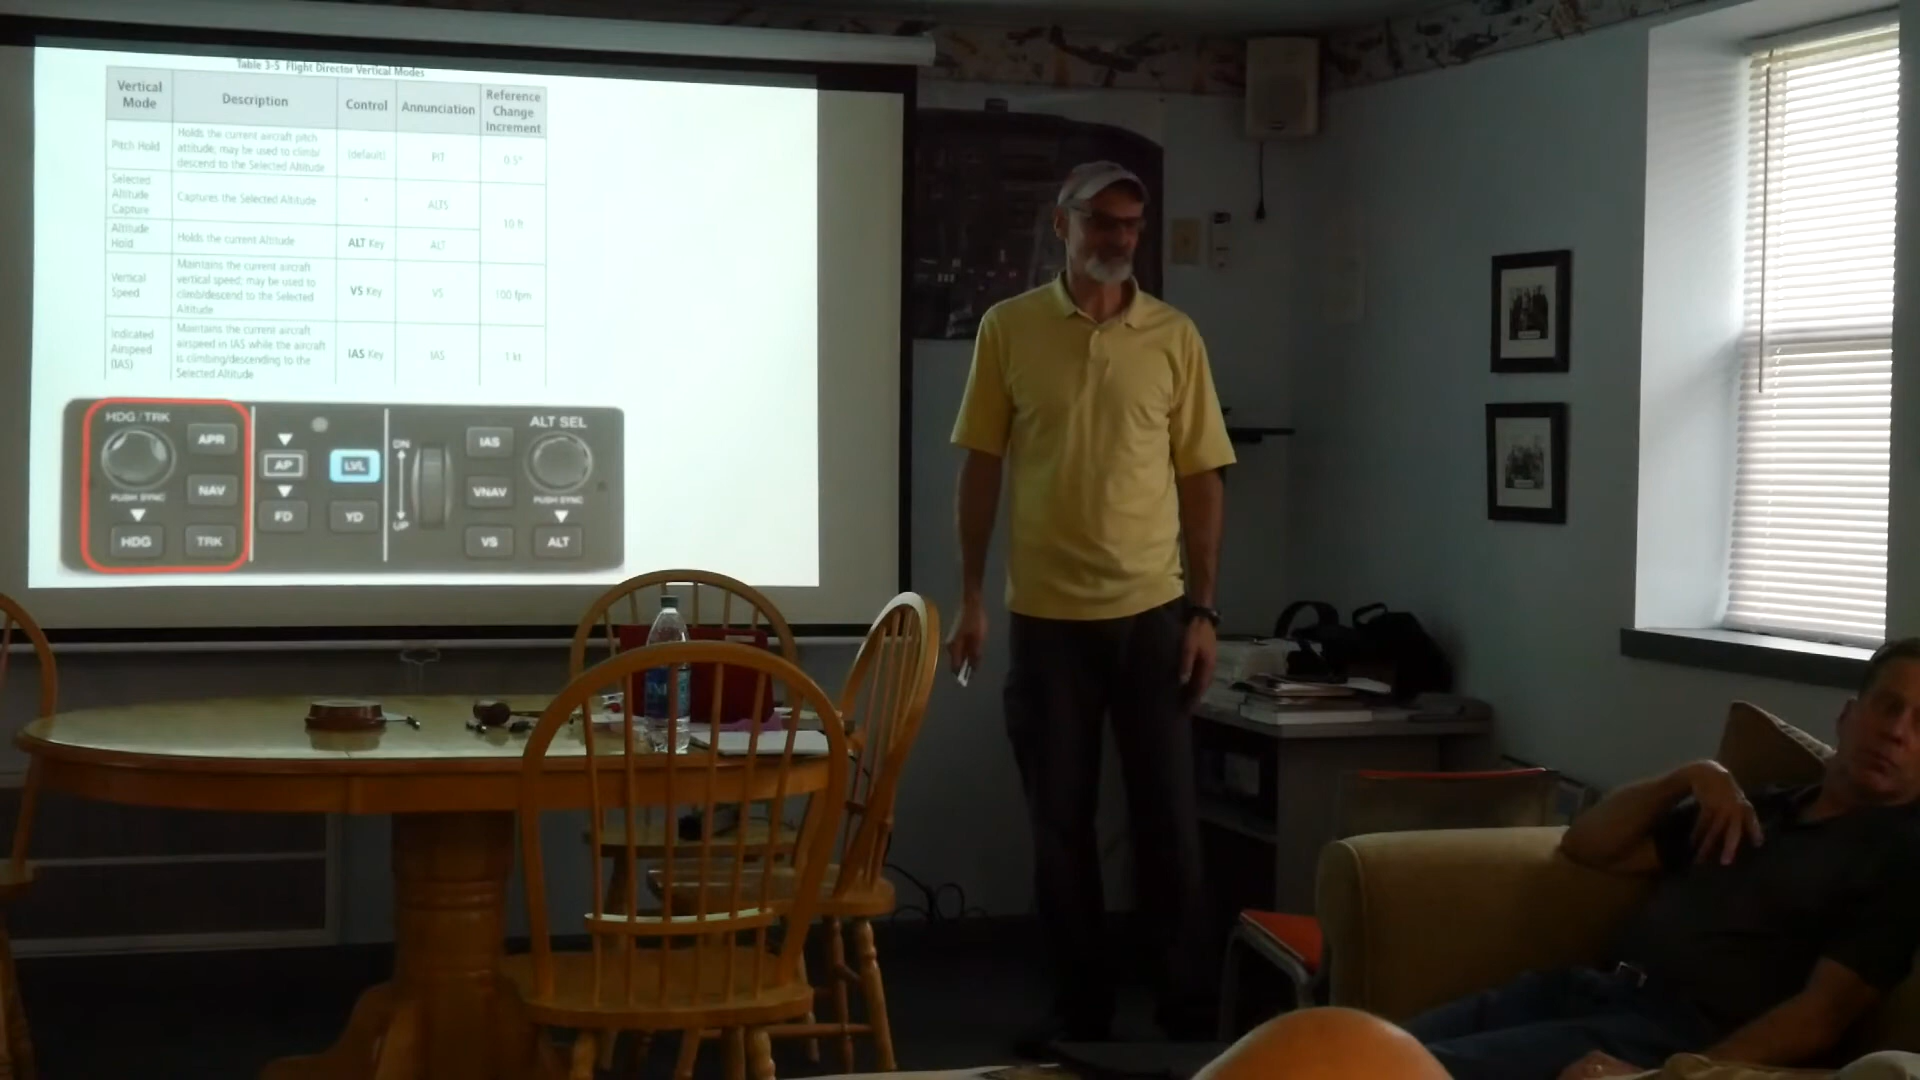 Table 3-5 Flight Director Vertical Modes
Vertical Mode
Description
Control
Annunciation
Reference Change Increment
Pitch Hold
Holds the current aircraft pitch
attitude; may be used to climb/
descend to the Selected Altitude
(default)
PIT
0.5°
Selected
Altitude
Capture
Captures the Selected Altitude
*
ALTS
10 ft
Altitude
Hold
Holds the current Altitude
ALT Key
ALT
Vertical
Speed
Maintains the current aircraft
vertical speed; may be used to
climb/descend to the Selected
Altitude
VS Key
VS
100 fpm
Indicated
Airspeed
(IAS)
Maintains the current aircraft
airspeed in IAS while the aircraft
is climbing/descending to the
Selected Altitude
IAS Key
IAS
1 kt
HDG/TRK
PUSH SYNC
HDG
APR
NAV
TRK
AP
FD
LVL
YD
DN
UP
IAS
VNAV
VS
ALT SEL
PUSH SYNC
ALT